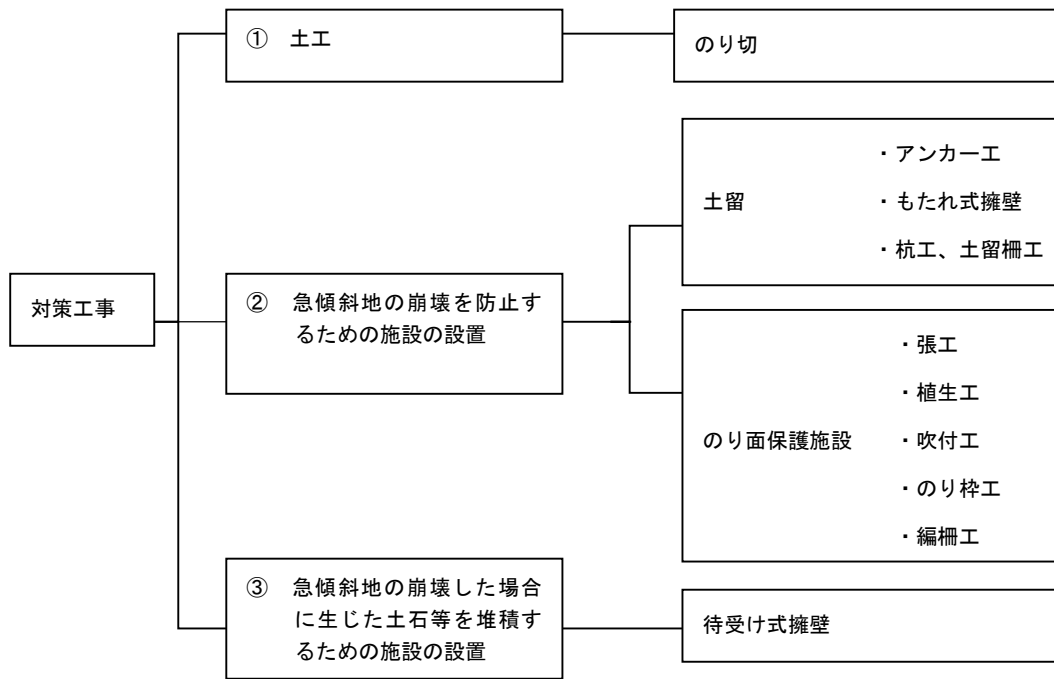 対策工事
① 土工
のり切
② 急傾斜地の崩壊を防止す
るための施設の設置
土留
・アンカー工
・もたれ式擁壁
・杭工、土留柵工
のり面保護施設
・張工
・植生工
・吹付工
・のり枠工
・編柵工
③ 急傾斜地の崩壊した場合
に生じた土石等を堆積す
るための施設の設置
待受け式擁壁